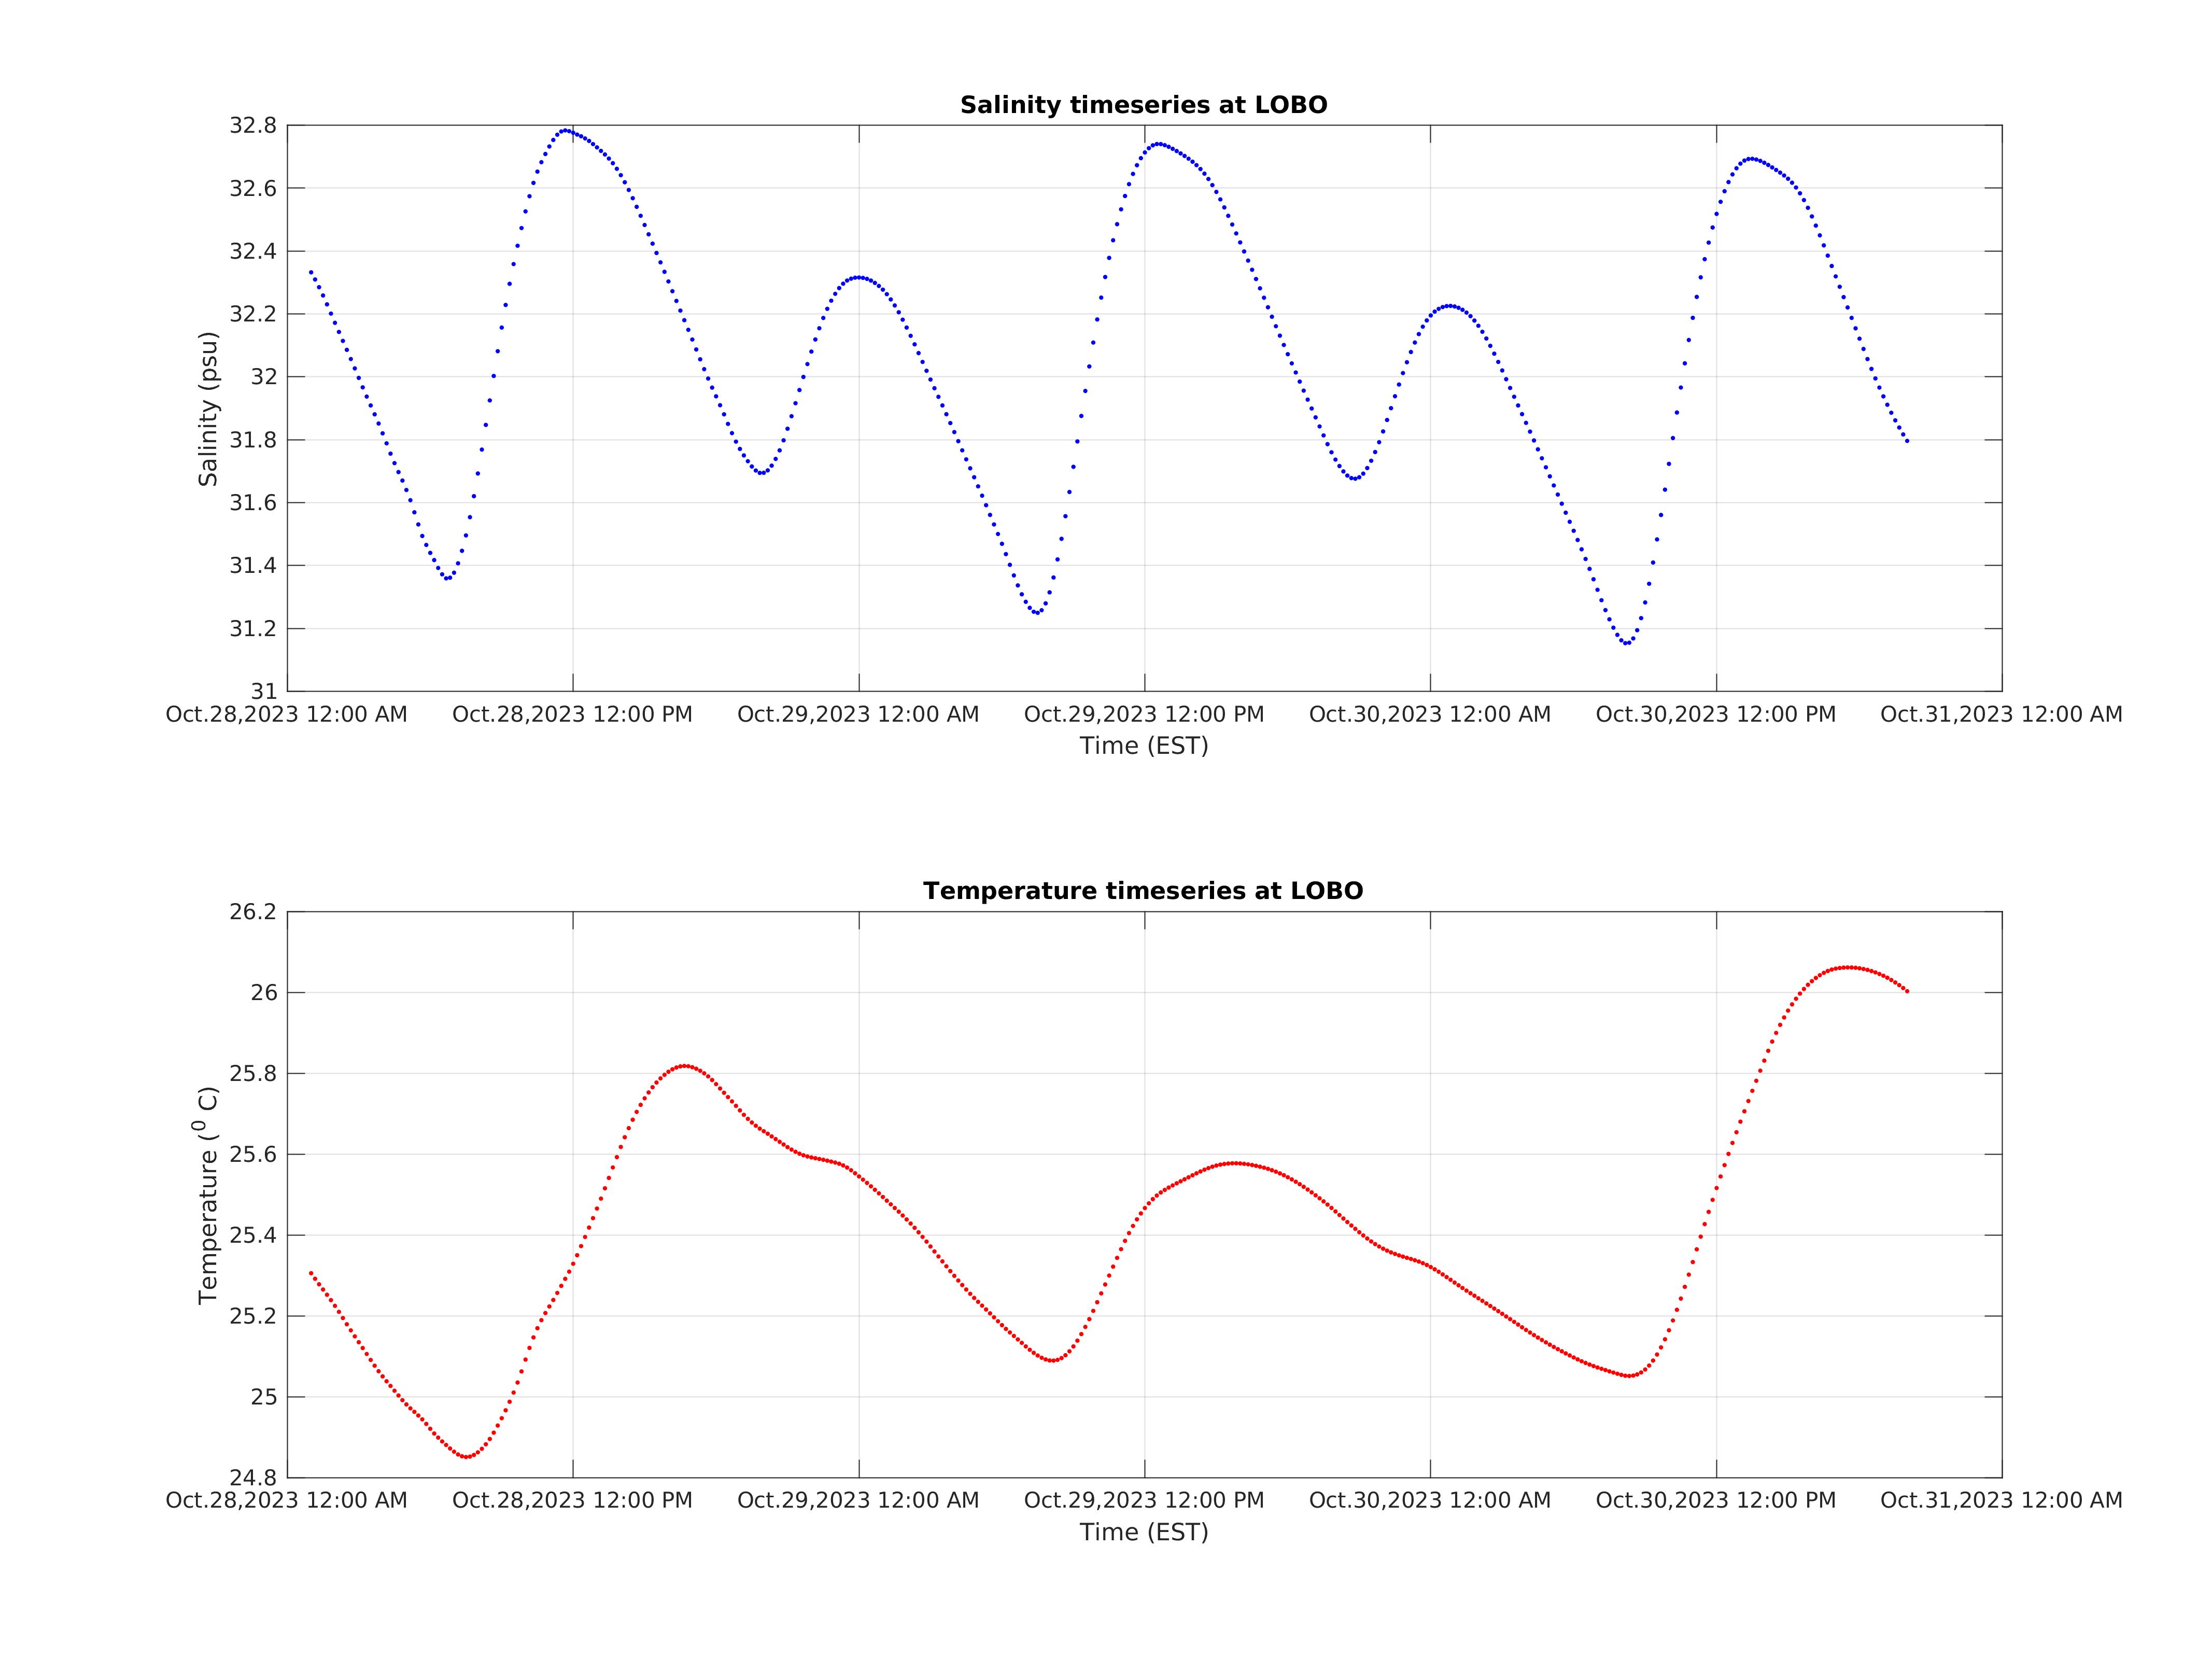 Salinity timeseries at LOBO
32.8
32.6
32.4
32.2
32
31.8
31.6
31.4
31.2
31
Salinity (psu)
Oct.28,2023 12:00 AM Oct.28,2023 12:00 PM Oct.29,2023 12:00 AM Oct.29,2023 12:00 PM Oct.30,2023 12:00 AM Oct.30,2023 12:00 PM Oct.31,2023 12:00 AM
Time (EST)
Temperature timeseries at LOBO
26.2
26
25.8
25.6
25.4
25.2
25
24.8
Temperature (⁰ C)
Oct.28,2023 12:00 AM Oct.28,2023 12:00 PM Oct.29,2023 12:00 AM Oct.29,2023 12:00 PM Oct.30,2023 12:00 AM Oct.30,2023 12:00 PM Oct.31,2023 12:00 AM
Time (EST)